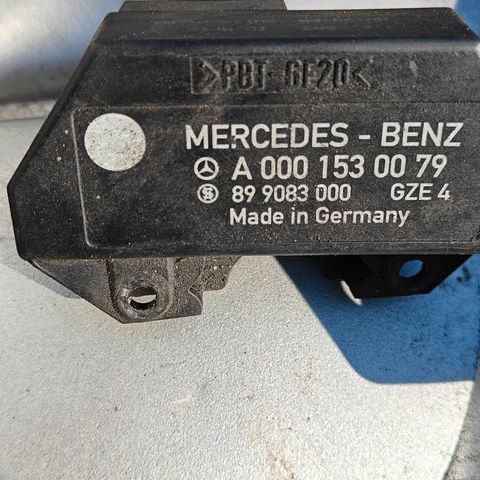 >PBT GF20<
MERCEDES - BENZ
A 000 153 00 79
89 9083 000 GZE 4
Made in Germany